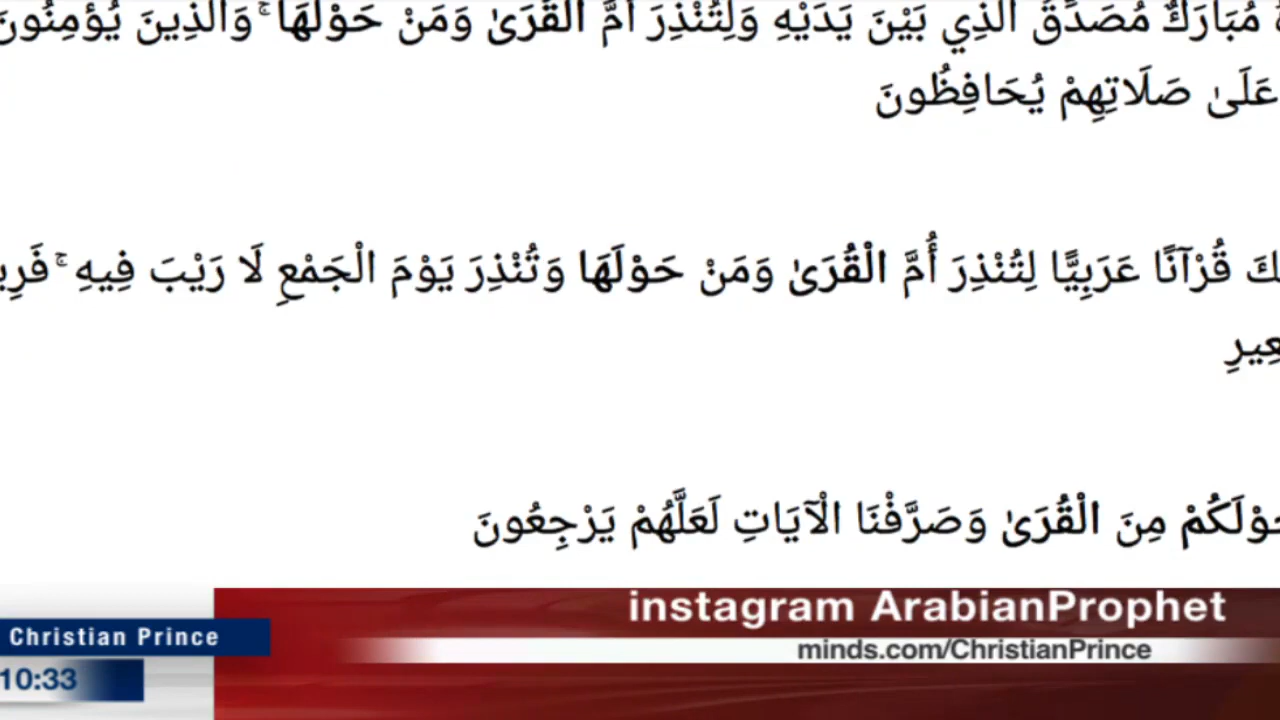 مُبَارَكٌ مُصَدِّقُ الَّذِي بَيْنَ يَدَيْهِ وَلِتُنْذِرَ أُمَّ الْقُرَىٰ وَمَنْ حَوْلَهَا ۚ وَالَّذِينَ يُؤْمِنُونَ
عَلَىٰ صَلَاتِهِمْ يُحَافِظُونَ
قُرْآنًا عَرَبِيًّا لِتُنْذِرَ أُمَّ الْقُرَىٰ وَمَنْ حَوْلَهَا وَتُنْذِرَ يَوْمَ الْجَمْعِ لَا رَيْبَ فِيهِ ۚ
مِنَ الْقُرَىٰ وَصَرَّفْنَا الْآيَاتِ لَعَلَّهُمْ يَرْجِعُونَ
instagram ArabianProphet
Christian Prince
minds.com/ChristianPrince
10:33